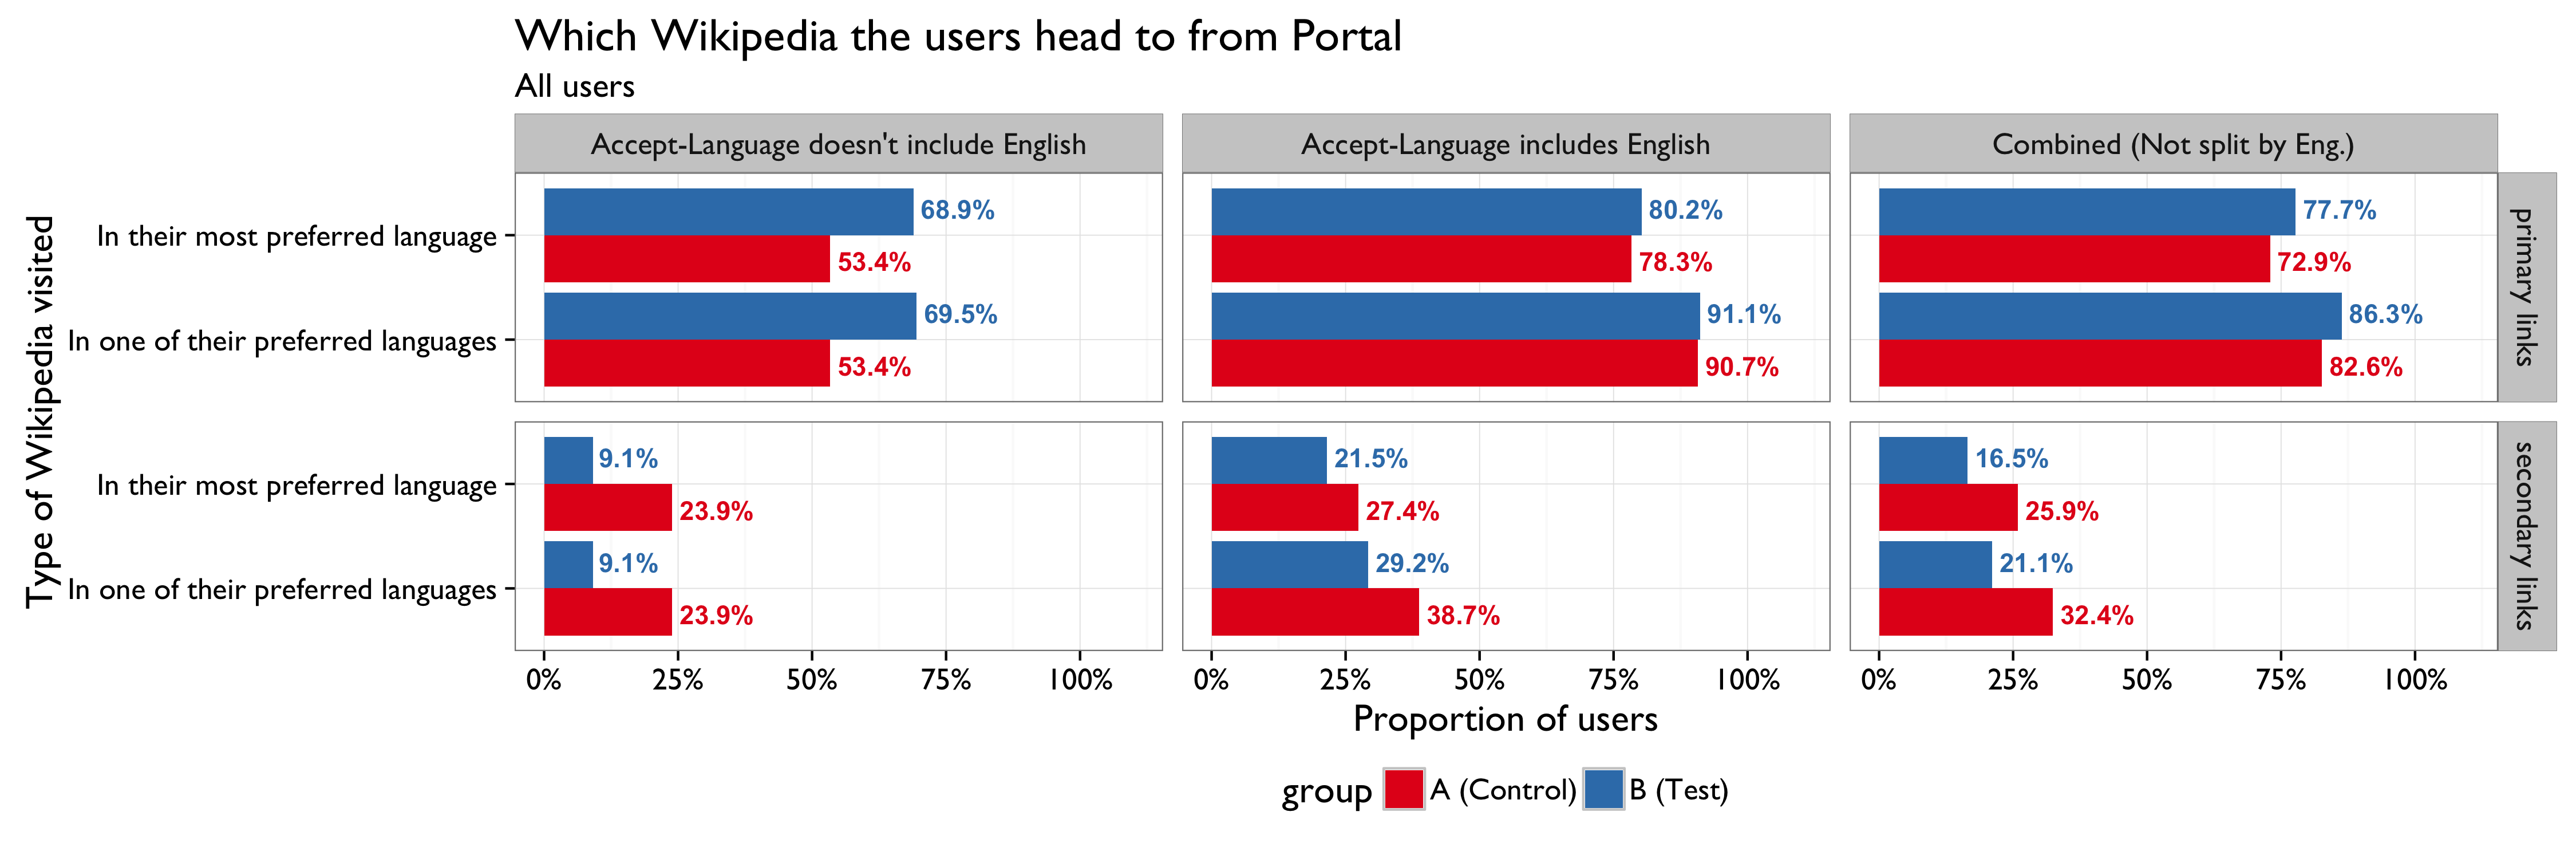 Which Wikipedia the users head to from Portal
All users
Accept-Language doesn't include English
Accept-Language includes English
Combined (Not split by Eng.)
Type of Wikipedia visited
In their most preferred language
68.9%
53.4%
80.2%
78.3%
77.7%
72.9%
In one of their preferred languages
69.5%
53.4%
91.1%
90.7%
86.3%
82.6%
primary links
In their most preferred language
9.1%
23.9%
21.5%
27.4%
16.5%
25.9%
In one of their preferred languages
9.1%
23.9%
29.2%
38.7%
21.1%
32.4%
secondary links
0% 25% 50% 75% 100%
0% 25% 50% 75% 100%
0% 25% 50% 75% 100%
Proportion of users
group A (Control) B (Test)